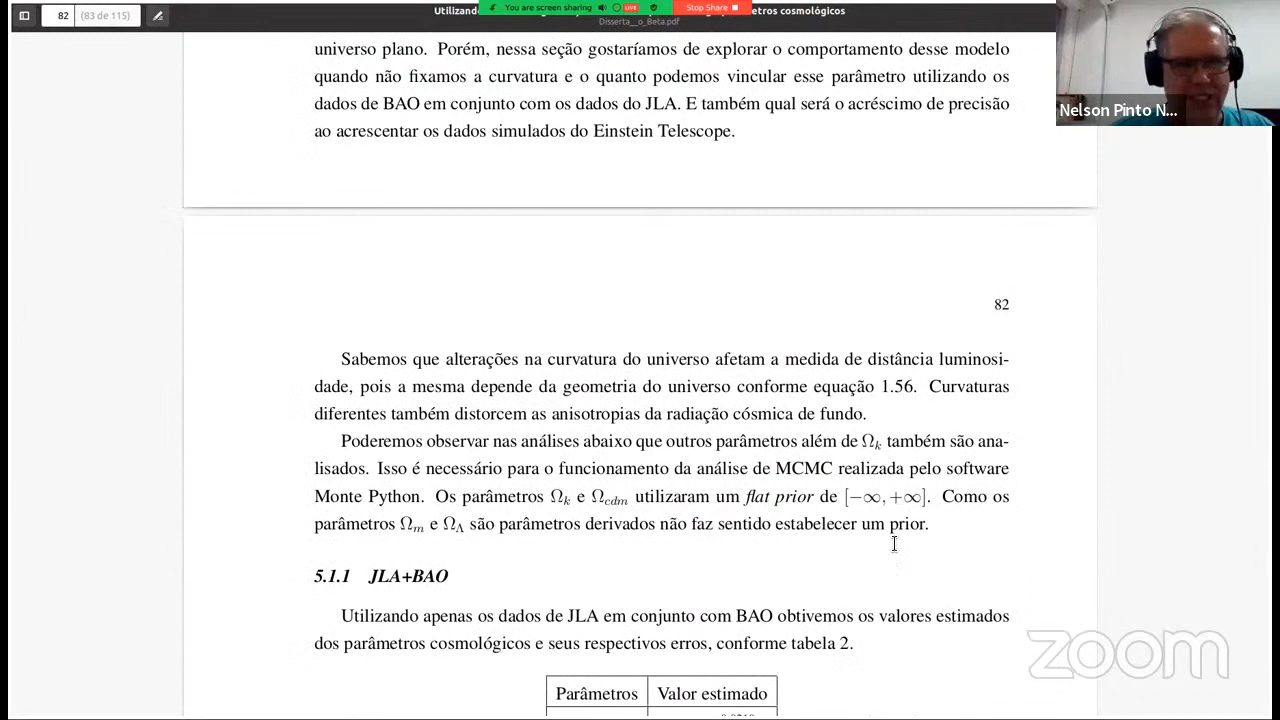 82 (83 de 115)
Utilizando
You are screen sharing LIVE Stop Share
cosmológicos
Disserta__o_Beta.pdf
Nelson Pinto N...
universo plano. Porém, nessa seção gostaríamos de explorar o comportamento desse modelo
quando não fixamos a curvatura e o quanto podemos vincular esse parâmetro utilizando os
dados de BAO em conjunto com os dados do JLA. E também qual será o acréscimo de precisão
ao acrescentar os dados simulados do Einstein Telescope.
82
Sabemos que alterações na curvatura do universo afetam a medida de distância luminosi-
dade, pois a mesma depende da geometria do universo conforme equação 1.56. Curvaturas
diferentes também distorcem as anisotropias da radiação cósmica de fundo.
Poderemos observar nas análises abaixo que outros parâmetros além de Ωk também são ana-
lisados. Isso é necessário para o funcionamento da análise de MCMC realizada pelo software
Monte Python. Os parâmetros Ωk e Ωcdm utilizaram um flat prior de [−∞, +∞]. Como os
parâmetros Ωm e ΩΛ são parâmetros derivados não faz sentido estabelecer um prior.
5.1.1 JLA+BAO
Utilizando apenas os dados de JLA em conjunto com BAO obtivemos os valores estimados
dos parâmetros cosmológicos e seus respectivos erros, conforme tabela 2.
Parâmetros Valor estimado
zoom